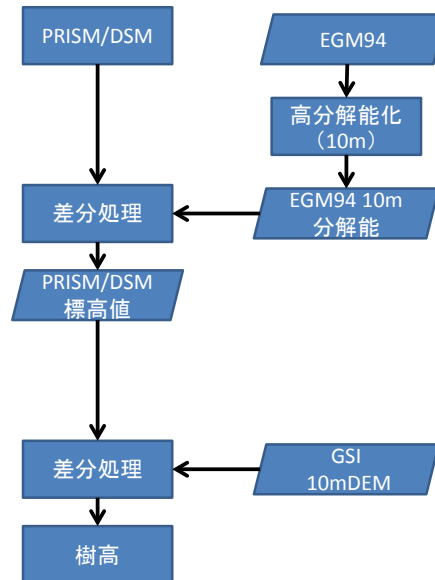 PRISM/DSM
EGM94
高分解能化
（10m）
差分処理
EGM94 10m
分解能
PRISM/DSM
標高値
差分処理
GSI
10mDEM
樹高